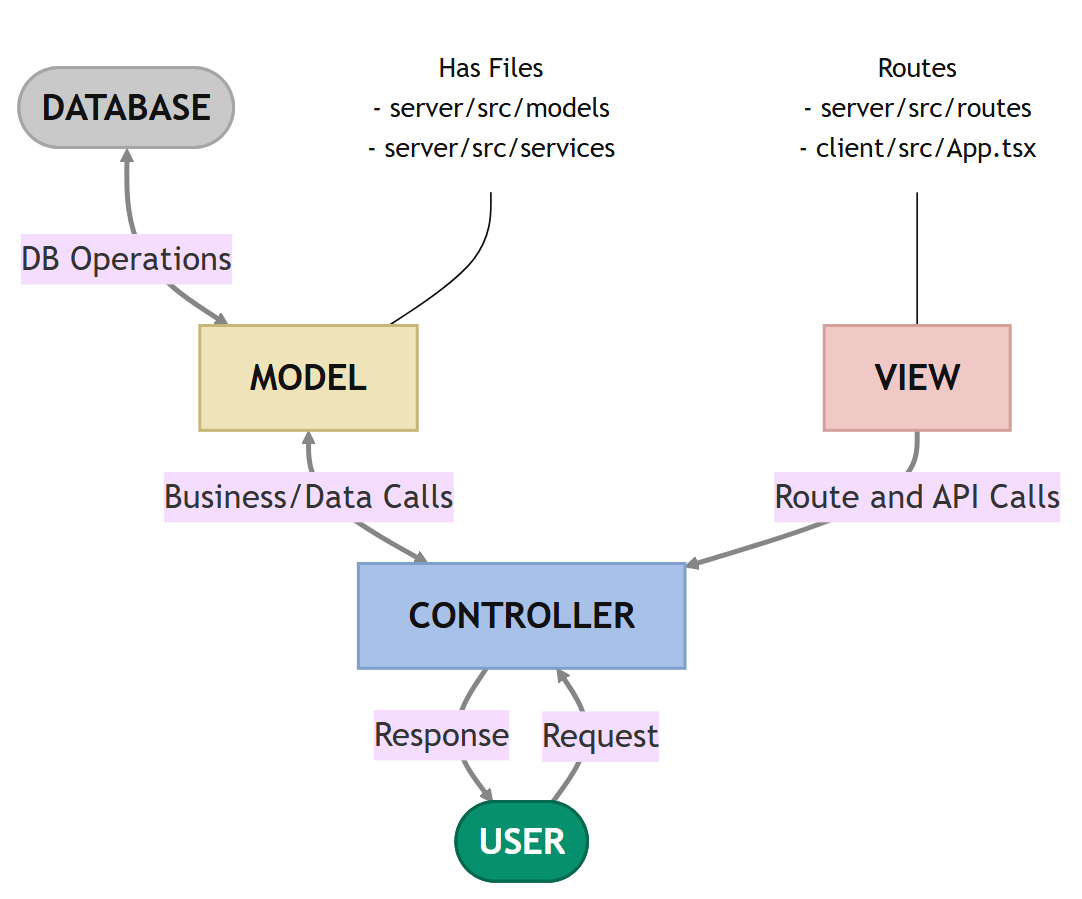 Has Files
- server/src/models
- server/src/services
Routes
- server/src/routes
- client/src/App.tsx
DATABASE
DB Operations
MODEL
VIEW
Business/Data Calls
Route and API Calls
CONTROLLER
Response
Request
USER